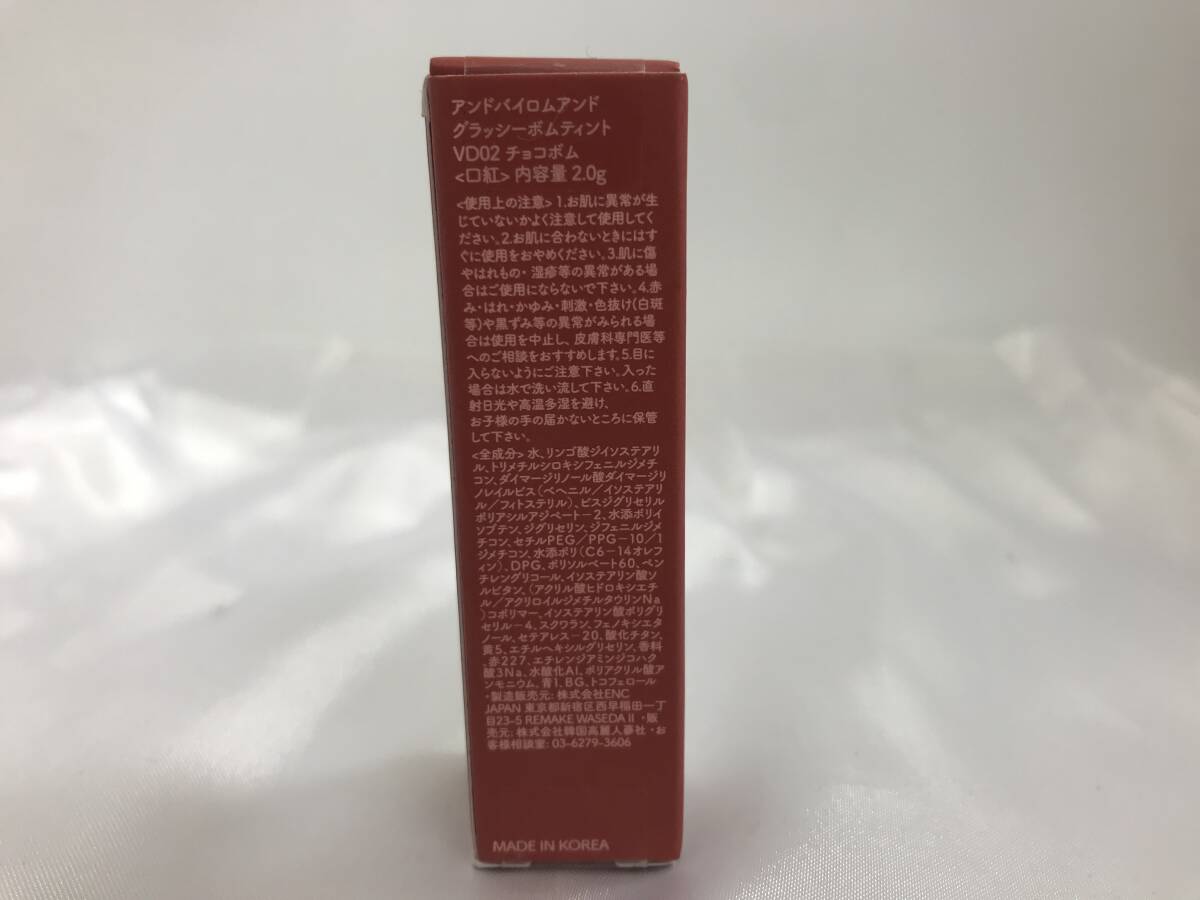 アンドバイロムアンド
グラッシーボムティント
VD02 チョコボム
<口紅> 内容量 2.0g
<使用上の注意> 1.お肌に異常が生
じていないかよく注意して使用してく
ださい。2.お肌に合わないときにはす
ぐに使用をおやめください。3.肌に傷
やはれもの・湿疹等の異常がある場
合はご使用にならないで下さい。4.赤
み・はれ・かゆみ・刺激・色抜け(白斑
等)や黒ずみ等の異常がみられる場
合は使用を中止し、皮膚科専門医等
へのご相談をおすすめします。5.目に
入らないようにご注意下さい。入った
場合は水で洗い流して下さい。6.直
射日光や高温多湿を避け、
お子様の手の届かないところに保管
して下さい。
<全成分> 水、リンゴ酸ジイソステアリ
ル、トリメチルシロキシフェニルジメチ
コン、ダイマージリノール酸ダイマージリ
ノレイルビス(ベヘニル/イソステアリ
ル/フィトステリル)、ビスジグリセリル
ポリアシルアジペート-2、水添ポリイ
ソブテン、ジグリセリン、ジフェニルジメ
チコン、セチルPEG/PPG-10/1
ジメチコン、水添ポリ(C6-14オレフ
ィン)、DPG、ポリソルベート60、ペン
チレングリコール、イソステアリン酸ソ
ルビタン、(アクリル酸ヒドロキシエチ
ル/アクリロイルジメチルタウリンNa
)コポリマー、イソステアリン酸ポリグリ
セリル-4、スクワラン、フェノキシエタ
ノール、セテアレス-20、酸化チタン、
黄5、エチルヘキシルグリセリン、香料
、赤227、エチレンジアミンジコハク
酸3Na、水酸化Al、ポリアクリル酸ア
ンモニウム、青1、BG、トコフェロール
・製造販売元: 株式会社ENC
JAPAN 東京都新宿区西早稲田一丁
目23-5 REMAKE WASEDA II ・販
売元: 株式会社韓国高麗人蔘社・お
客様相談室: 03-6279-3606
MADE IN KOREA